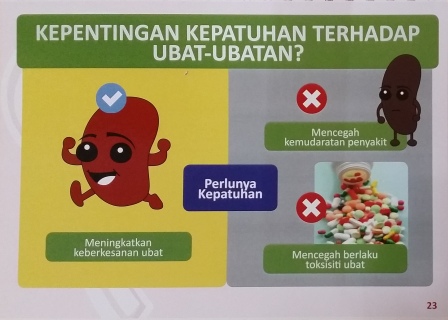 KEPENTINGAN KEPATUHAN TERHADAP
UBAT-UBATAN?
Mencegah
kemudaratan penyakit
Perlunya
Kepatuhan
Meningkatkan
keberkesanan ubat
Mencegah berlaku
toksisiti ubat
23